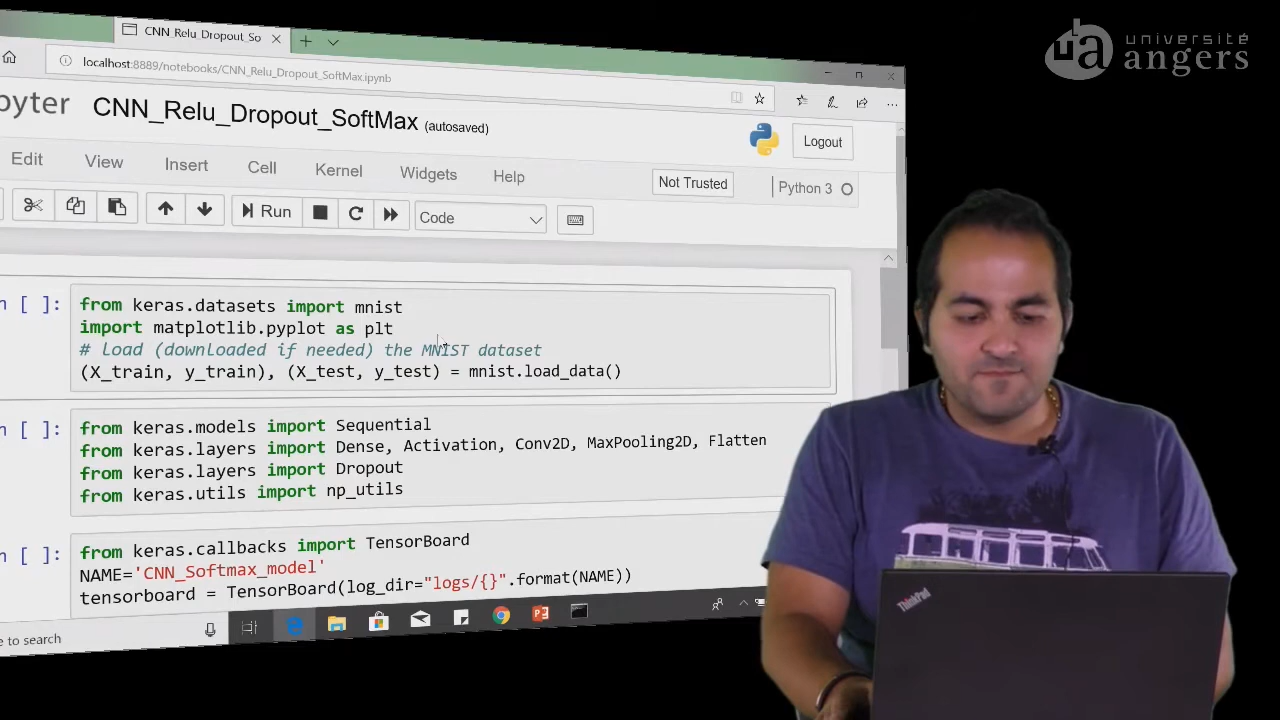 CNN_Relu_Dropout_So
université
angers
localhost:8889/notebooks/CNN_Relu_Dropout_SoftMax.ipynb
pyter CNN_Relu_Dropout_SoftMax (autosaved)
Logout
Edit View Insert Cell Kernel Widgets Help
Not Trusted Python 3
Run Code
n [ ]: from keras.datasets import mnist
import matplotlib.pyplot as plt
# Load (downloaded if needed) the MNIST dataset
(X_train, y_train), (X_test, y_test) = mnist.load_data()
n [ ]: from keras.models import Sequential
from keras.layers import Dense, Activation, Conv2D, MaxPooling2D, Flatten
from keras.layers import Dropout
from keras.utils import np_utils
n [ ]: from keras.callbacks import TensorBoard
NAME='CNN_Softmax_model'
tensorboard = TensorBoard(log_dir="logs/{}".format(NAME))
e to search
ThinkPad